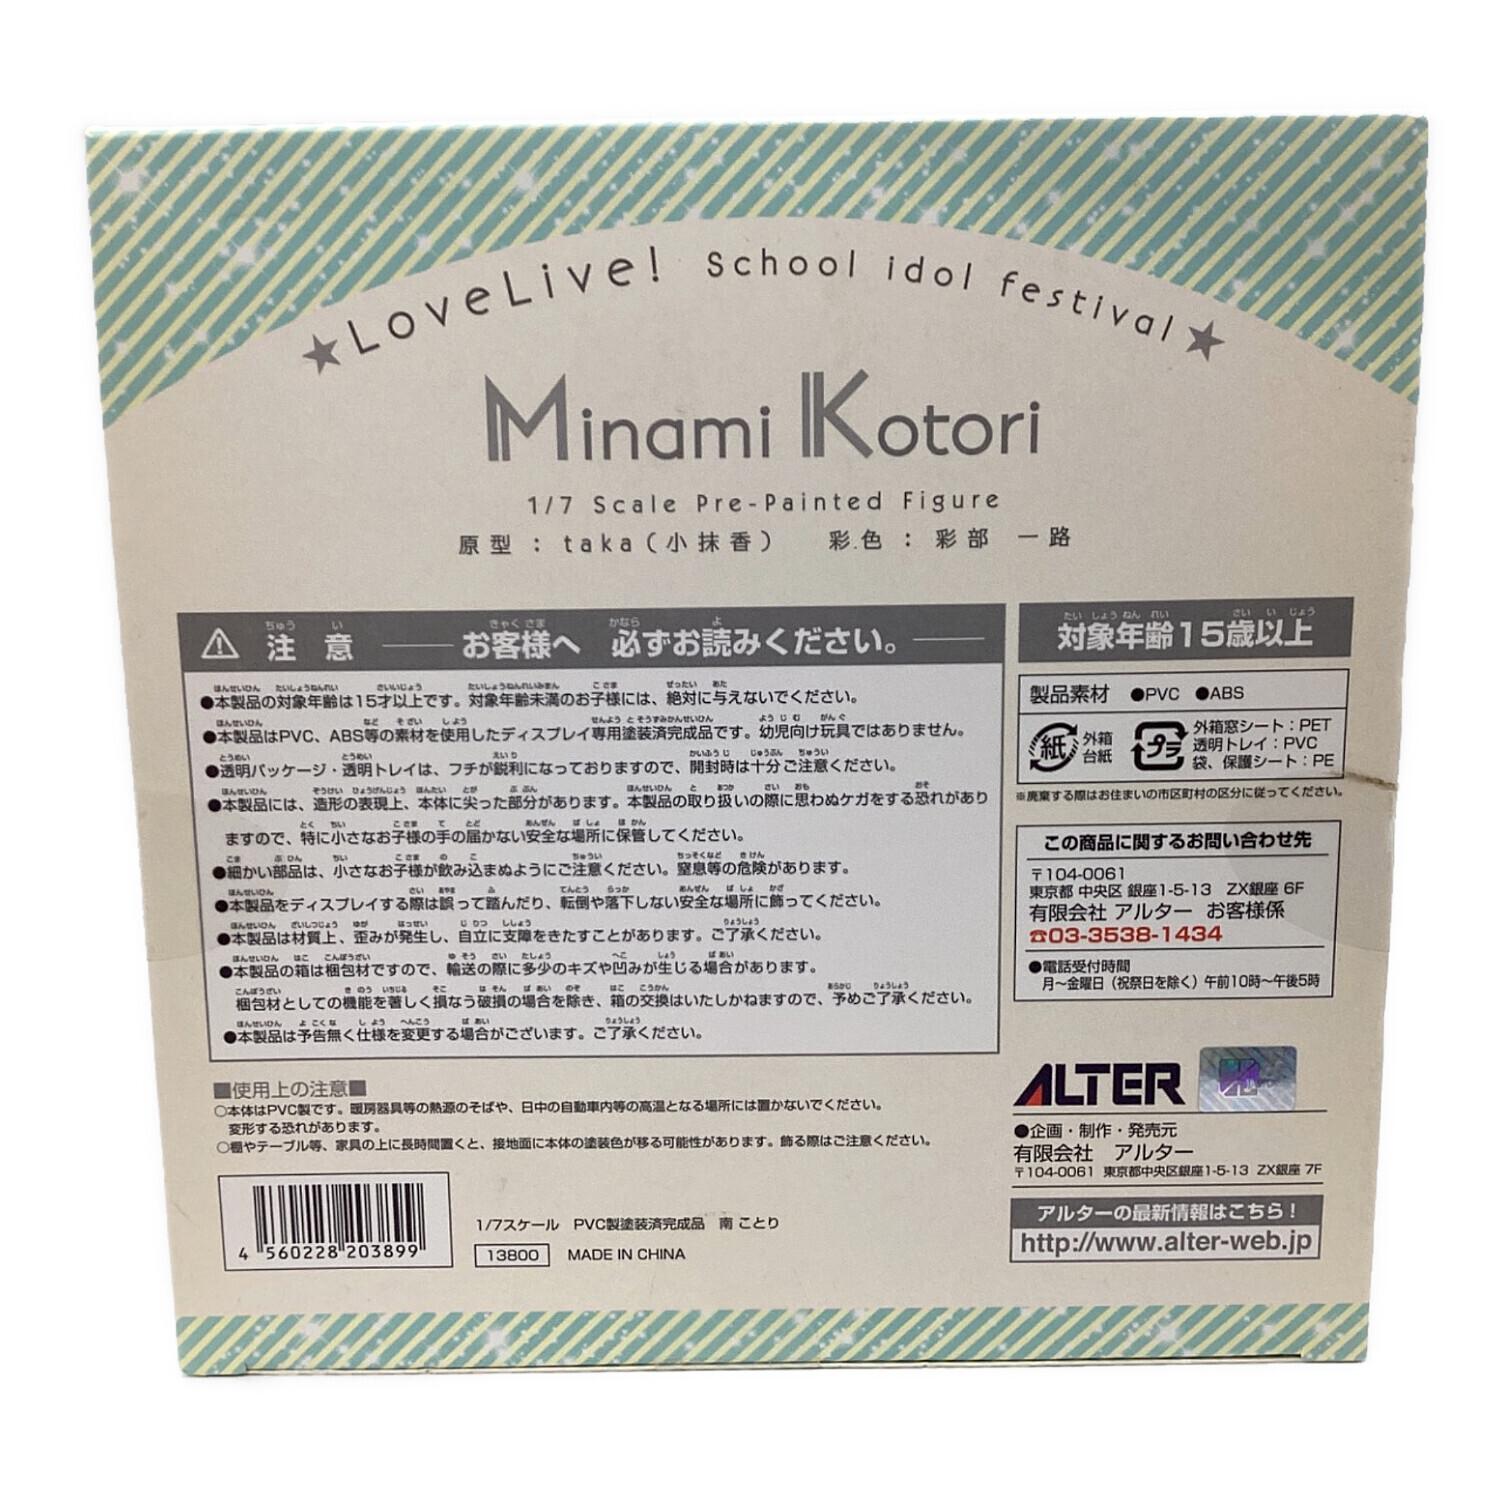 ★LoveLive! School idol festival★
Minami Kotori
1/7 Scale Pre-Painted Figure
原型：taka(小抹香)　彩色：彩部 一路
注意 お客様へ 必ずお読みください。
●本製品の対象年齢は15才以上です。対象年齢未満のお子様には、絶対に与えないでください。
●本製品はPVC、ABS等の素材を使用したディスプレイ専用塗装済完成品です。幼児向け玩具ではありません。
●透明パッケージ・透明トレイは、フチが鋭利になっておりますので、開封時は十分ご注意ください。
●本製品には、造形の表現上、本体に尖った部分があります。本製品の取り扱いの際に思わぬケガをする恐れがあり
ますので、特に小さなお子様の手の届かない安全な場所に保管してください。
●細かい部品は、小さなお子様が飲み込まぬようにご注意ください。窒息等の危険があります。
●本製品をディスプレイする際は誤って踏んだり、転倒や落下しない安全な場所に飾ってください。
●本製品は材質上、歪みが発生し、自立に支障をきたすことがあります。ご了承ください。
●本製品の箱は梱包材ですので、輸送の際に多少のキズや凹みが生じる場合があります。
梱包材としての機能を著しく損なう破損の場合を除き、箱の交換はいたしかねますので、予めご了承ください。
●本製品は予告無く仕様を変更する場合がございます。ご了承ください。
■使用上の注意■
○本体はPVC製です。暖房器具等の熱源のそばや、日中の自動車内等の高温となる場所には置かないでください。
変形する恐れがあります。
○棚やテーブル等、家具の上に長時間置くと、接地面に本体の塗装色が移る可能性があります。飾る際はご注意ください。
4 560228 203899
1/7スケール　PVC製塗装済完成品　南 ことり
13800 MADE IN CHINA
対象年齢15歳以上
製品素材 ●PVC ●ABS
紙 外箱
台紙
プラ 外箱窓シート：PET
透明トレイ：PVC
袋、保護シート：PE
※廃棄する際はお住まいの市区町村の区分に従ってください。
この商品に関するお問い合わせ先
〒104-0061
東京都 中央区 銀座1-5-13　ZX銀座 6F
有限会社 アルター お客様係
☎03-3538-1434
●電話受付時間
月～金曜日（祝祭日を除く）午前10時～午後5時
ALTER
●企画・制作・発売元
有限会社　アルター
〒104-0061 東京都中央区銀座1-5-13 ZX銀座 7F
アルターの最新情報はこちら！
http://www.alter-web.jp